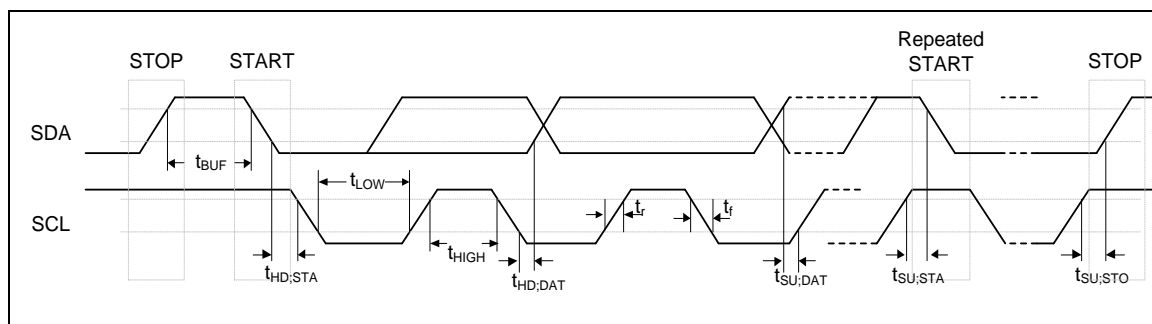 STOP
START
Repeated
START
STOP
SDA
tBUF
tLOW
SCL
tr
tf
tHIGH
tHD;STA
tHD;DAT
tSU;DAT
tSU;STA
tSU;STO